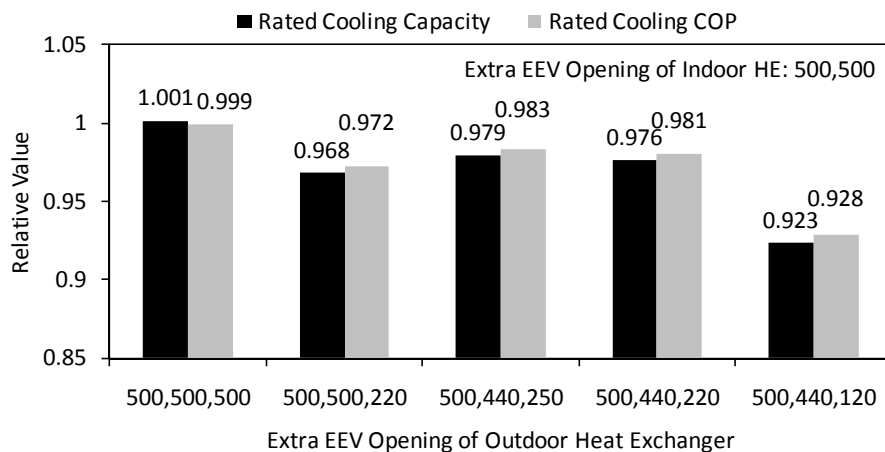 Rated Cooling Capacity Rated Cooling COP
1.05
Extra EEV Opening of Indoor HE: 500,500
1.001 0.999
0.968 0.972
0.979 0.983
0.976 0.981
0.923 0.928
1
0.95
0.9
0.85
Relative Value
500,500,500 500,500,220 500,440,250 500,440,220 500,440,120
Extra EEV Opening of Outdoor Heat Exchanger